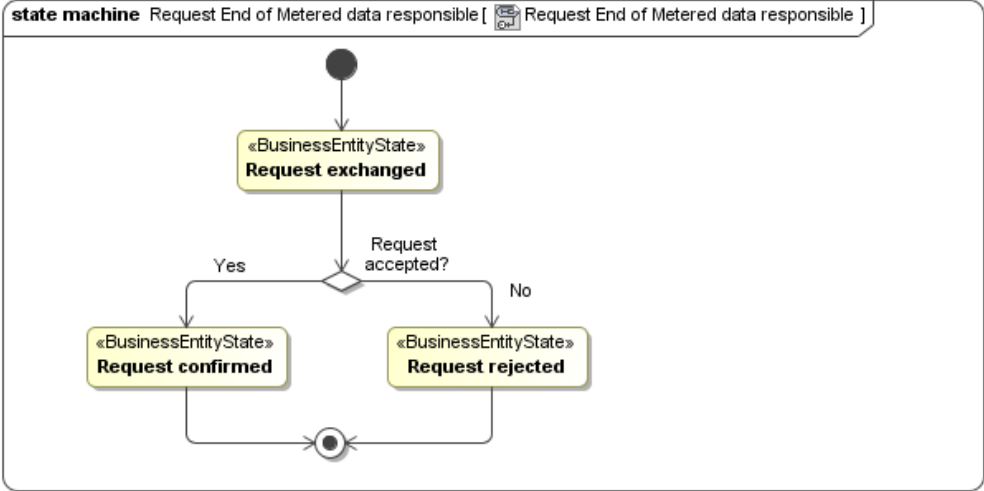 state machine Request End of Metered data responsible [ Request End of Metered data responsible ]
«BusinessEntityState»
Request exchanged
Request
accepted?
Yes
No
«BusinessEntityState»
Request confirmed
«BusinessEntityState»
Request rejected